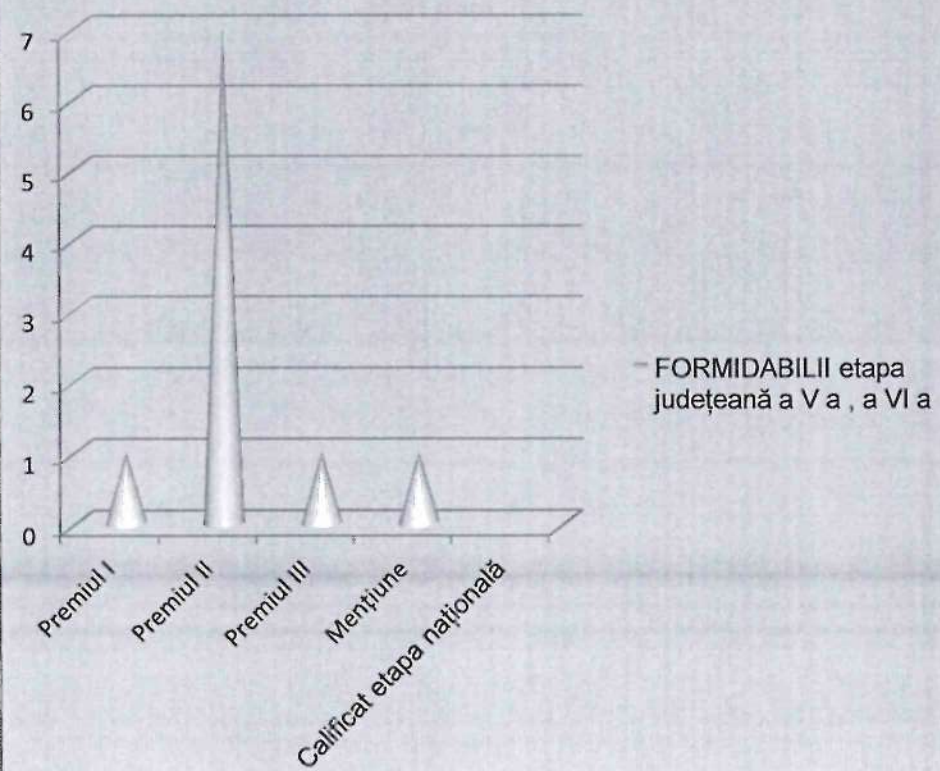 7
6
5
4
3
2
1
0
Premiul I
Premiul II
Premiul III
Mențiune
Calificat etapa națională
FORMIDABILII etapa
județeană a V a , a VI a